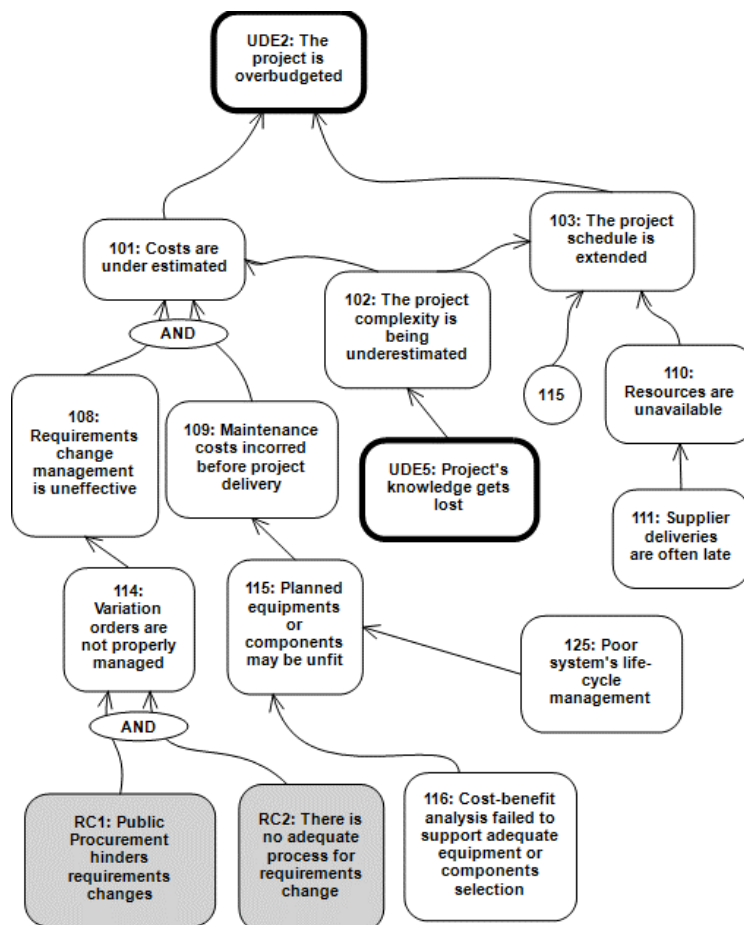 UDE2: The
project is
overbudgeted
101: Costs are
under estimated
103: The project
schedule is
extended
102: The project
complexity is
being
underestimated
AND
115
110:
Resources are
unavailable
108:
Requirements
change
management
is uneffective
109: Maintenance
costs incorred
before project
delivery
UDE5: Project's
knowledge gets
lost
111: Supplier
deliveries
are often late
114:
Variation
orders are
not properly
managed
115: Planned
equipments
or
components
may be unfit
125: Poor
system's life-
cycle
management
AND
RC1: Public
Procurement
hinders
requirements
changes
RC2: There is
no adequate
process for
requirements
change
116: Cost-benefit
analysis failed to
support adequate
equipment or
components
selection